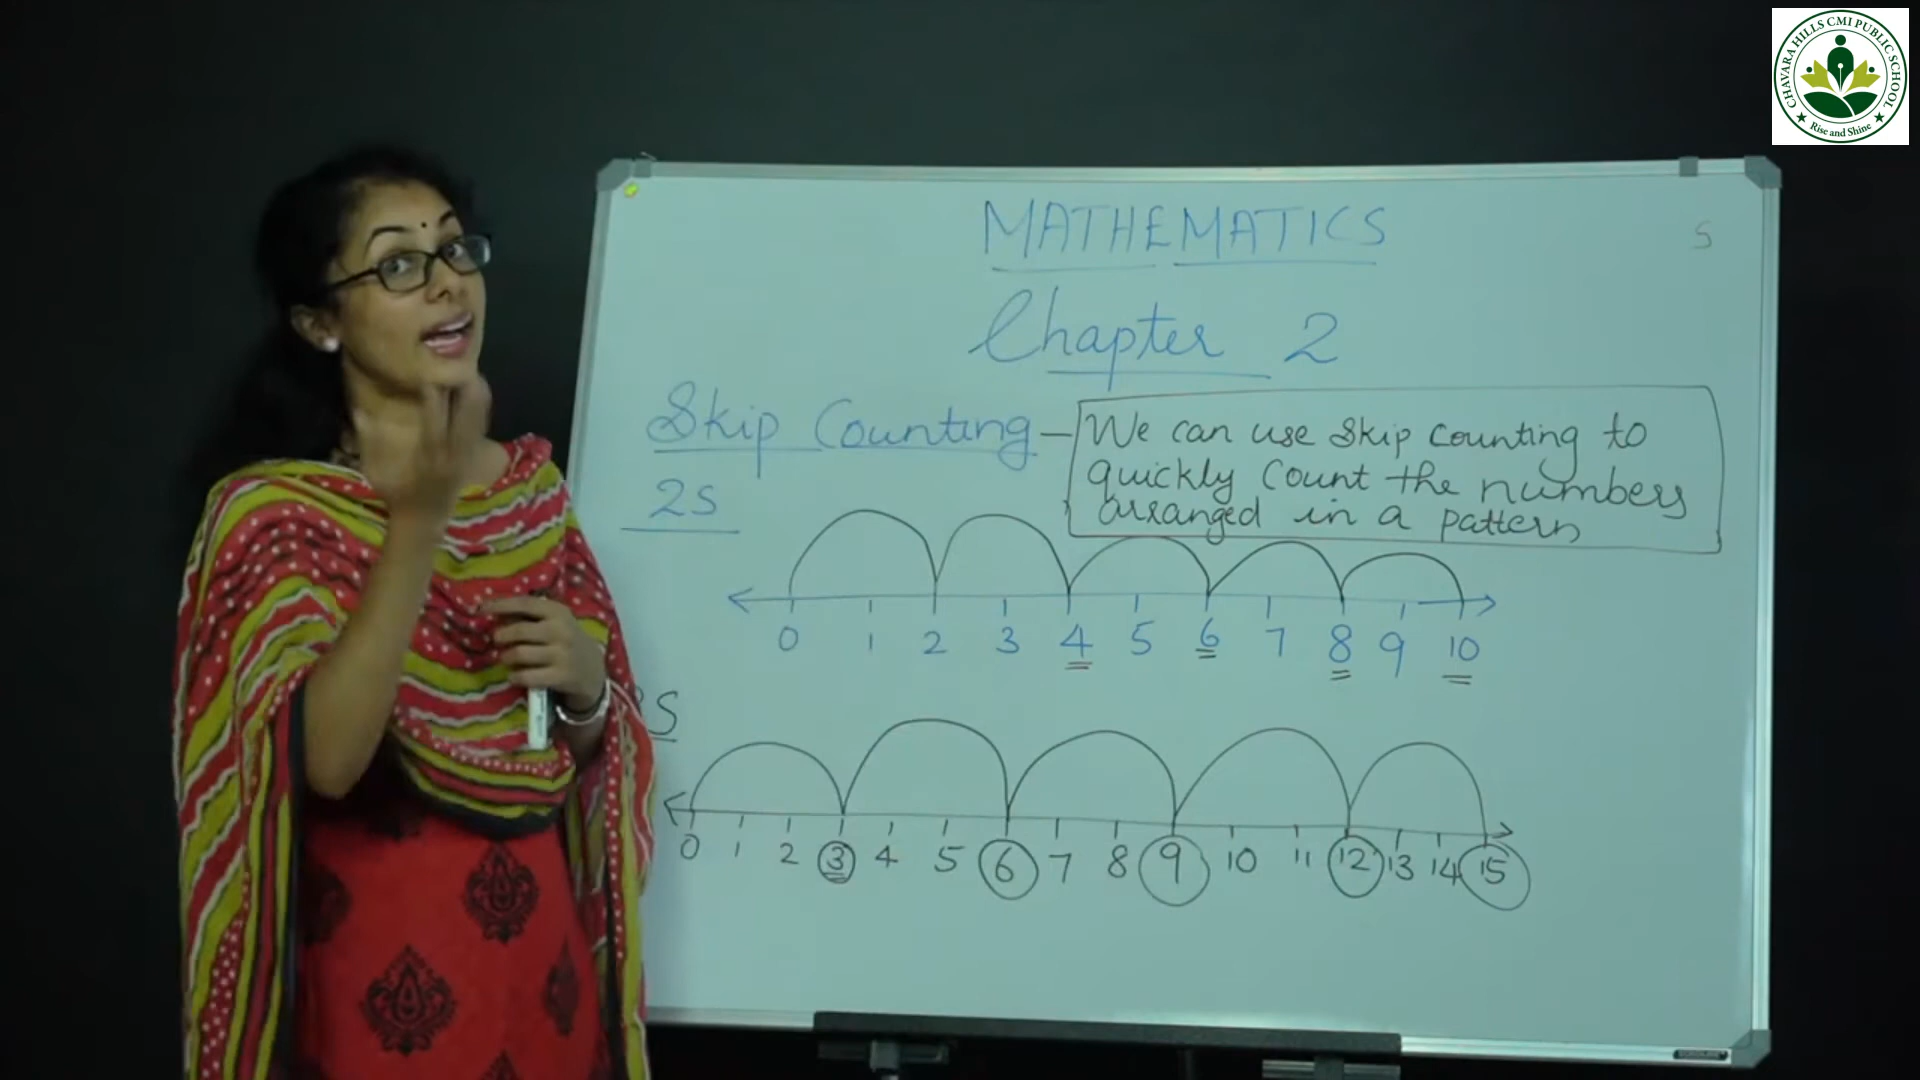 CHAVARA HILLS CMI PUBLIC SCHOOL
Rise and Shine
MATHEMATICS
S
Chapter 2
Skip Counting — We can use skip counting to
quickly count the numbers
arranged in a pattern
2S
0 1 2 3 4 5 6 7 8 9 10
S
0 1 2 3 4 5 6 7 8 9 10 11 12 13 14 15